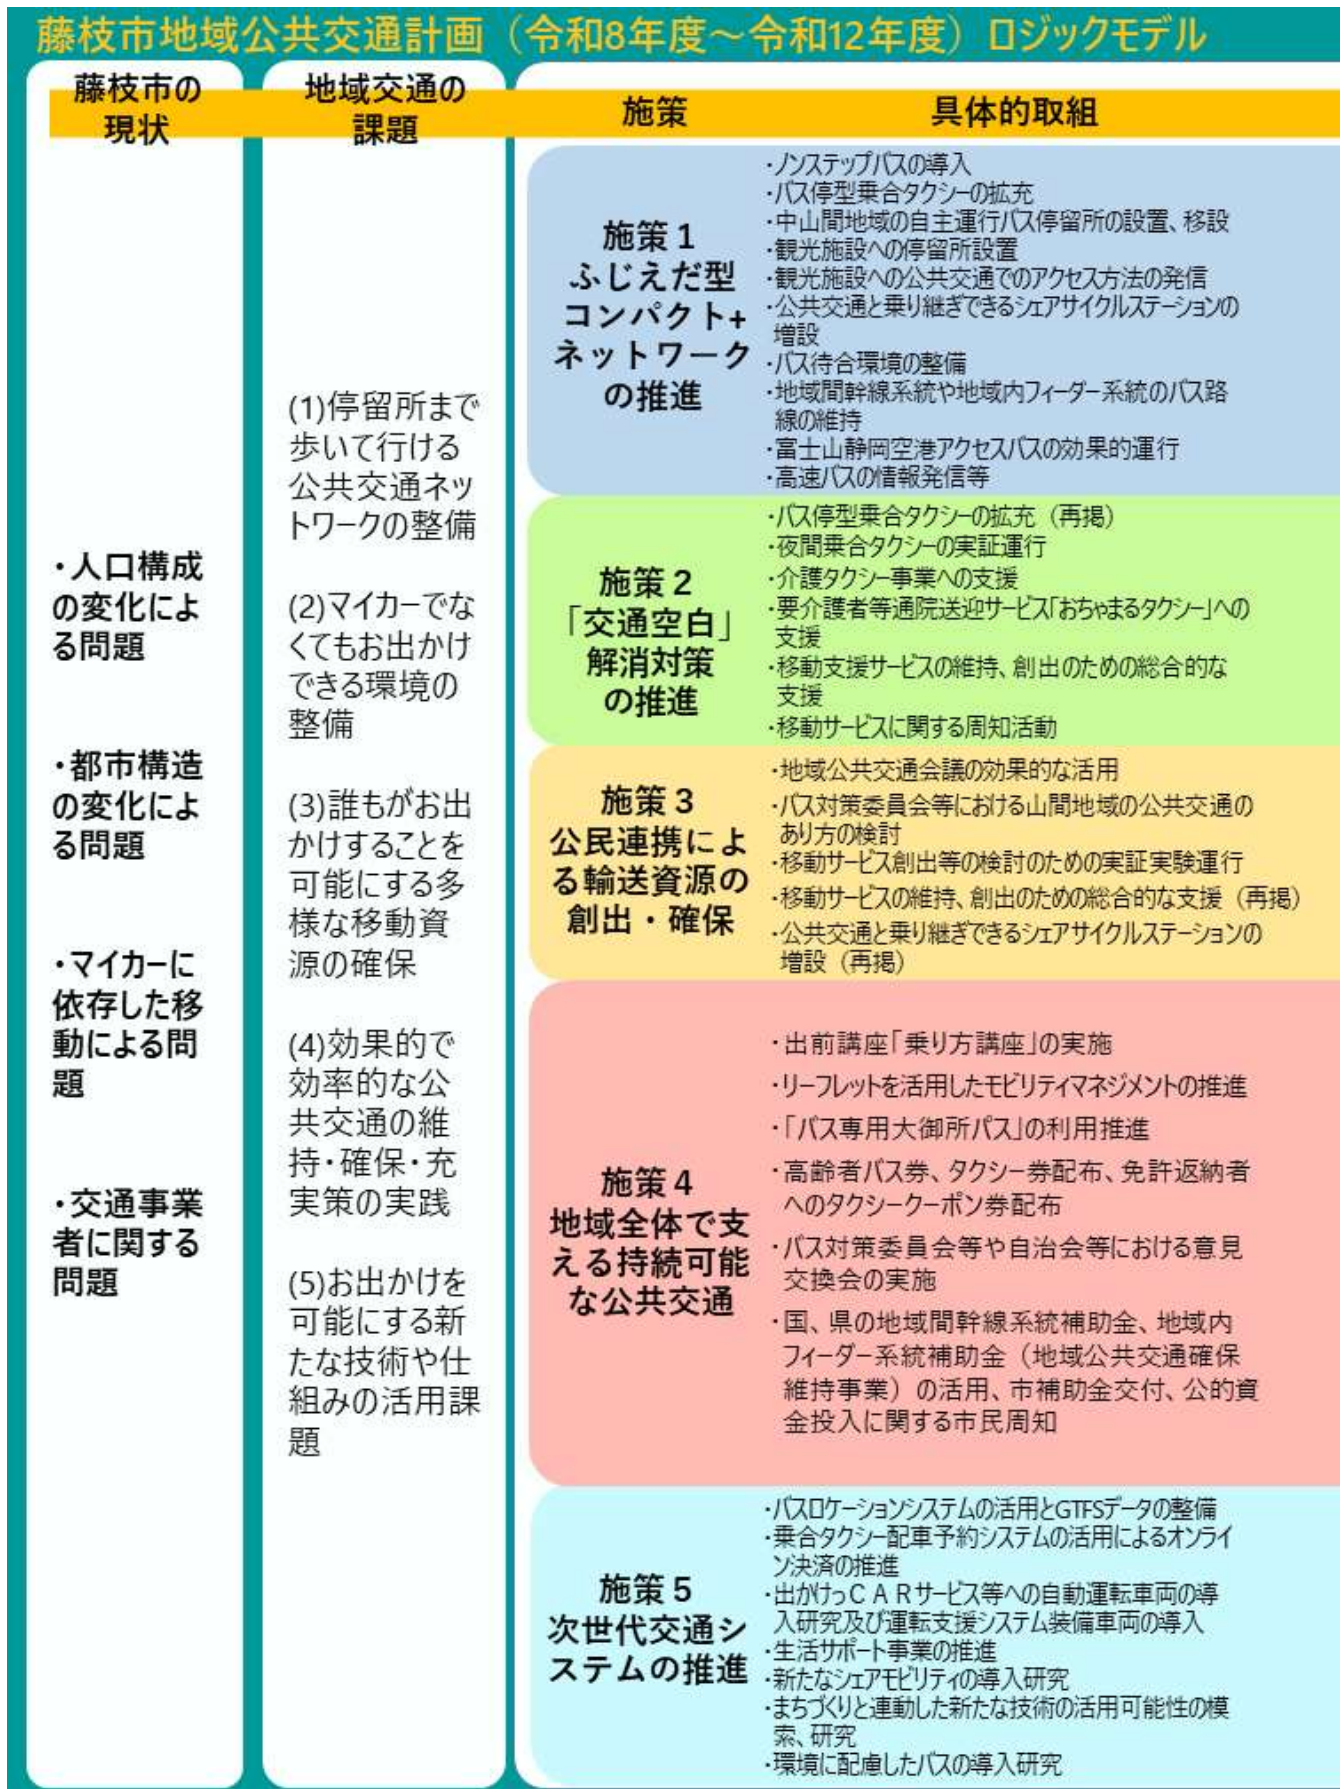 藤枝市地域公共交通計画（令和8年度～令和12年度）ロジックモデル
藤枝市の
現状
地域交通の
課題
施策
具体的取組
・人口構成
の変化によ
る問題
・都市構造
の変化によ
る問題
・マイカーに
依存した移
動による問
題
・交通事業
者に関する
問題
(1)停留所まで
歩いて行ける
公共交通ネッ
トワークの整備
(2)マイカーでな
くてもお出かけ
できる環境の
整備
(3)誰もがお出
かけすることを
可能にする多
様な移動資
源の確保
(4)効果的で
効率的な公
共交通の維
持・確保・充
実策の実践
(5)お出かけを
可能にする新
たな技術や仕
組みの活用課
題
施策１
ふじえだ型
コンパクト+
ネットワーク
の推進
・ノンステップバスの導入
・バス停型乗合タクシーの拡充
・中山間地域の自主運行バス停留所の設置、移設
・観光施設への停留所設置
・観光施設への公共交通でのアクセス方法の発信
・公共交通と乗り継ぎできるシェアサイクルステーションの
増設
・バス待合環境の整備
・地域間幹線系統や地域内フィーダー系統のバス路
線の維持
・富士山静岡空港アクセスバスの効果的運行
・高速バスの情報発信等
施策２
「交通空白」
解消対策
の推進
・バス停型乗合タクシーの拡充（再掲）
・夜間乗合タクシーの実証運行
・介護タクシー事業への支援
・要介護者等通院送迎サービス「おちゃまるタクシー」への
支援
・移動支援サービスの維持、創出のための総合的な
支援
・移動サービスに関する周知活動
施策３
公民連携によ
る輸送資源の
創出・確保
・地域公共交通会議の効果的な活用
・バス対策委員会等における山間地域の公共交通の
あり方の検討
・移動サービス創出等の検討のための実証実験運行
・移動サービスの維持、創出のための総合的な支援（再掲）
・公共交通と乗り継ぎできるシェアサイクルステーションの
増設（再掲）
施策４
地域全体で支
える持続可能
な公共交通
・出前講座「乗り方講座」の実施
・リーフレットを活用したモビリティマネジメントの推進
・「バス専用大御所パス」の利用推進
・高齢者バス券、タクシー券配布、免許返納者
へのタクシークーポン券配布
・バス対策委員会等や自治会等における意見
交換会の実施
・国、県の地域間幹線系統補助金、地域内
フィーダー系統補助金（地域公共交通確保
維持事業）の活用、市補助金交付、公的資
金投入に関する市民周知
施策５
次世代交通シ
ステムの推進
・バスロケーションシステムの活用とGTFSデータの整備
・乗合タクシー配車予約システムの活用によるオンライ
ン決済の推進
・出かけっＣＡＲサービス等への自動運転車両の導
入研究及び運転支援システム装備車両の導入
・生活サポート事業の推進
・新たなシェアモビリティの導入研究
・まちづくりと連動した新たな技術の活用可能性の模
索、研究
・環境に配慮したバスの導入研究